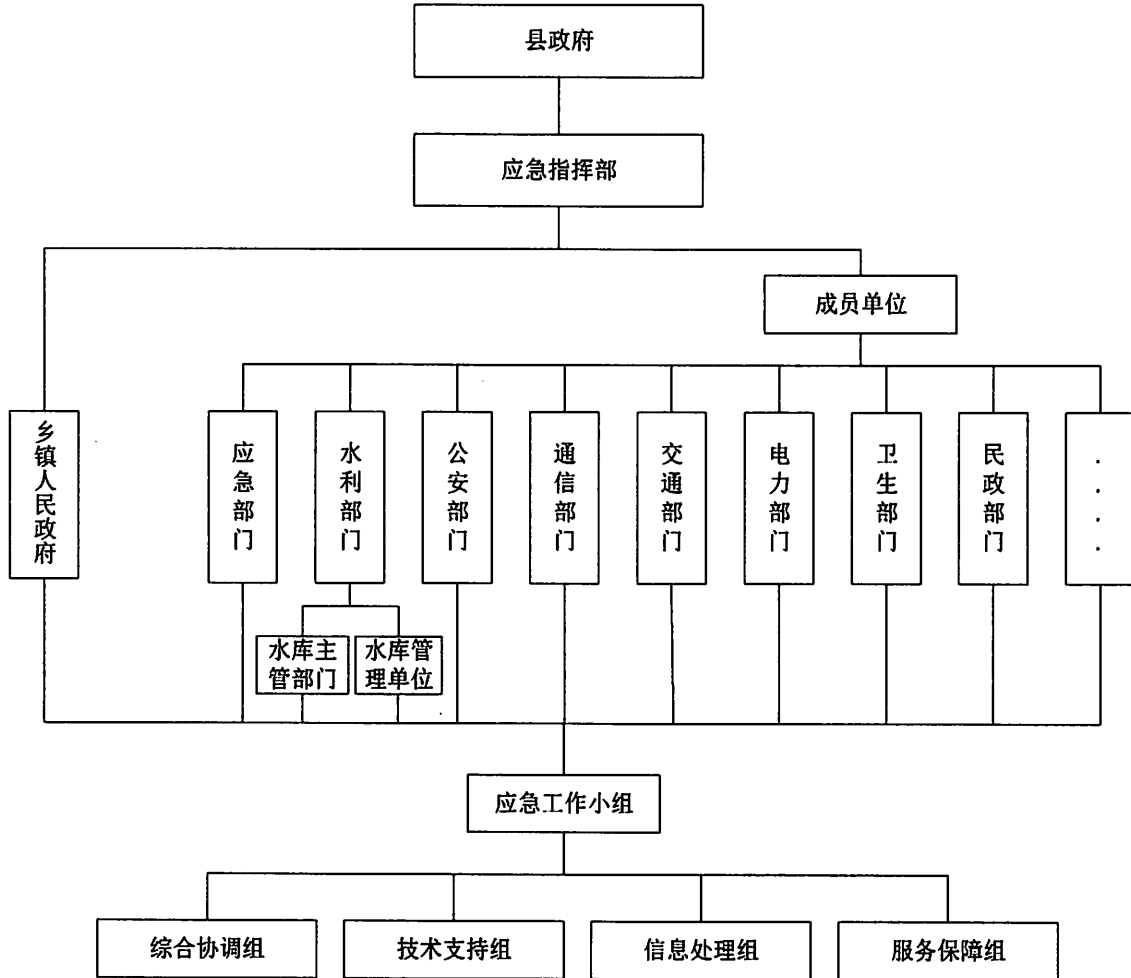 县政府
应急指挥部
成员单位
乡镇人民政府
应急部门
水利部门
公安部门
通信部门
交通部门
电力部门
卫生部门
民政部门
....
水库主
管部门
水库管
理单位
应急工作小组
综合协调组
技术支持组
信息处理组
服务保障组